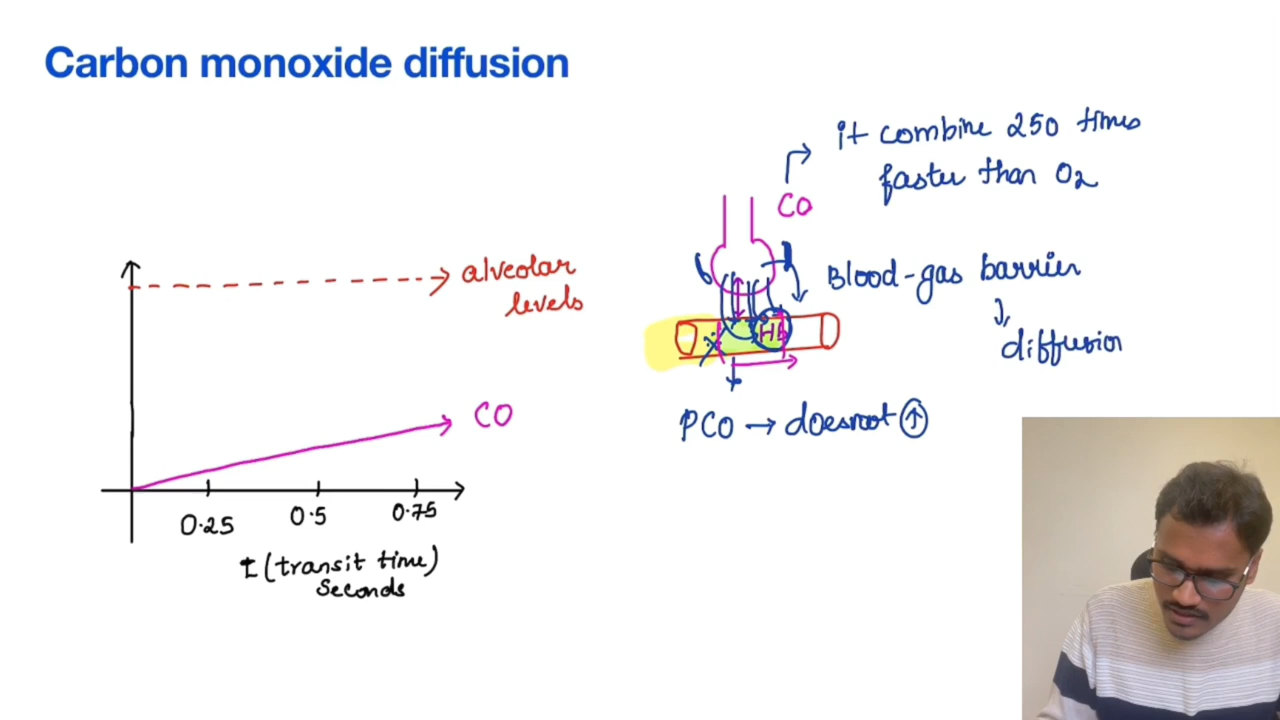 Carbon monoxide diffusion
it combine 250 times
faster than O2
CO
alveolar
levels
Blood-gas barrier
Hb
diffusion
CO
PCO → doesnot ↑
0.25
0.5
0.75
t (transit time)
Seconds